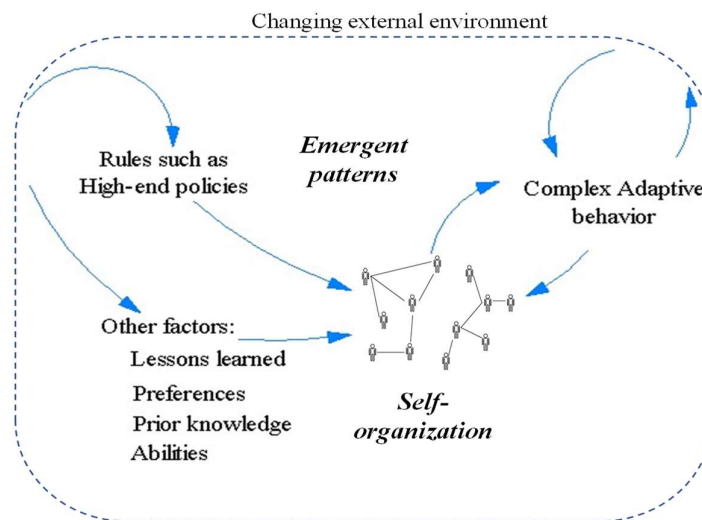 Changing external environment
Rules such as
High-end policies
Emergent
patterns
Complex Adaptive
behavior
Other factors:
Lessons learned
Preferences
Prior knowledge
Abilities
Self-
organization